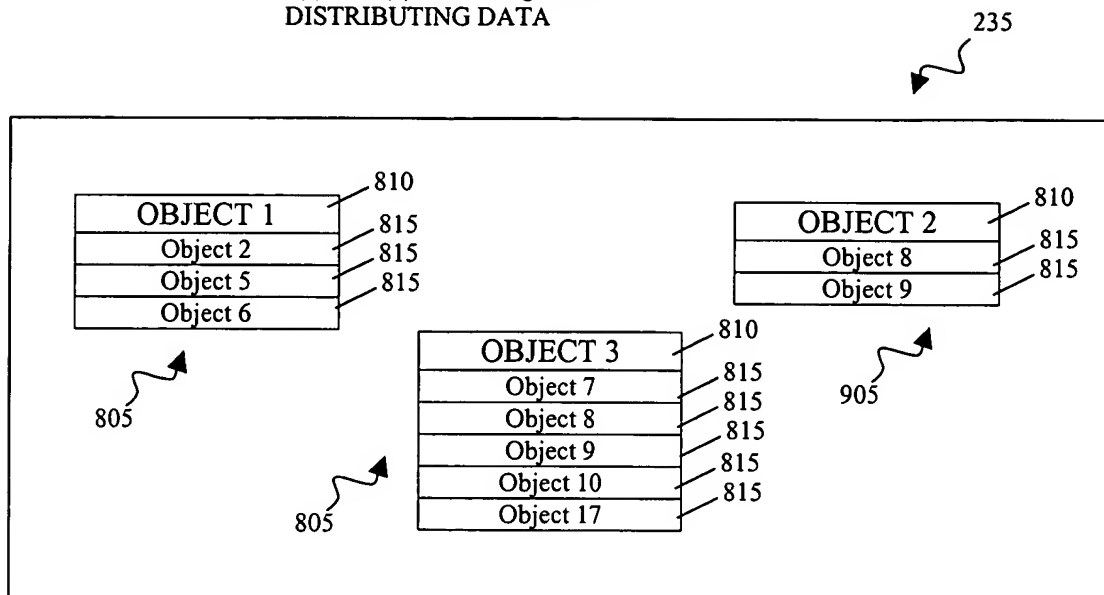 DISTRIBUTING DATA
235
OBJECT 1
810
Object 2
815
Object 5
815
Object 6
815
805
OBJECT 2
810
Object 8
815
Object 9
815
905
OBJECT 3
810
Object 7
815
Object 8
815
Object 9
815
Object 10
815
Object 17
815
805